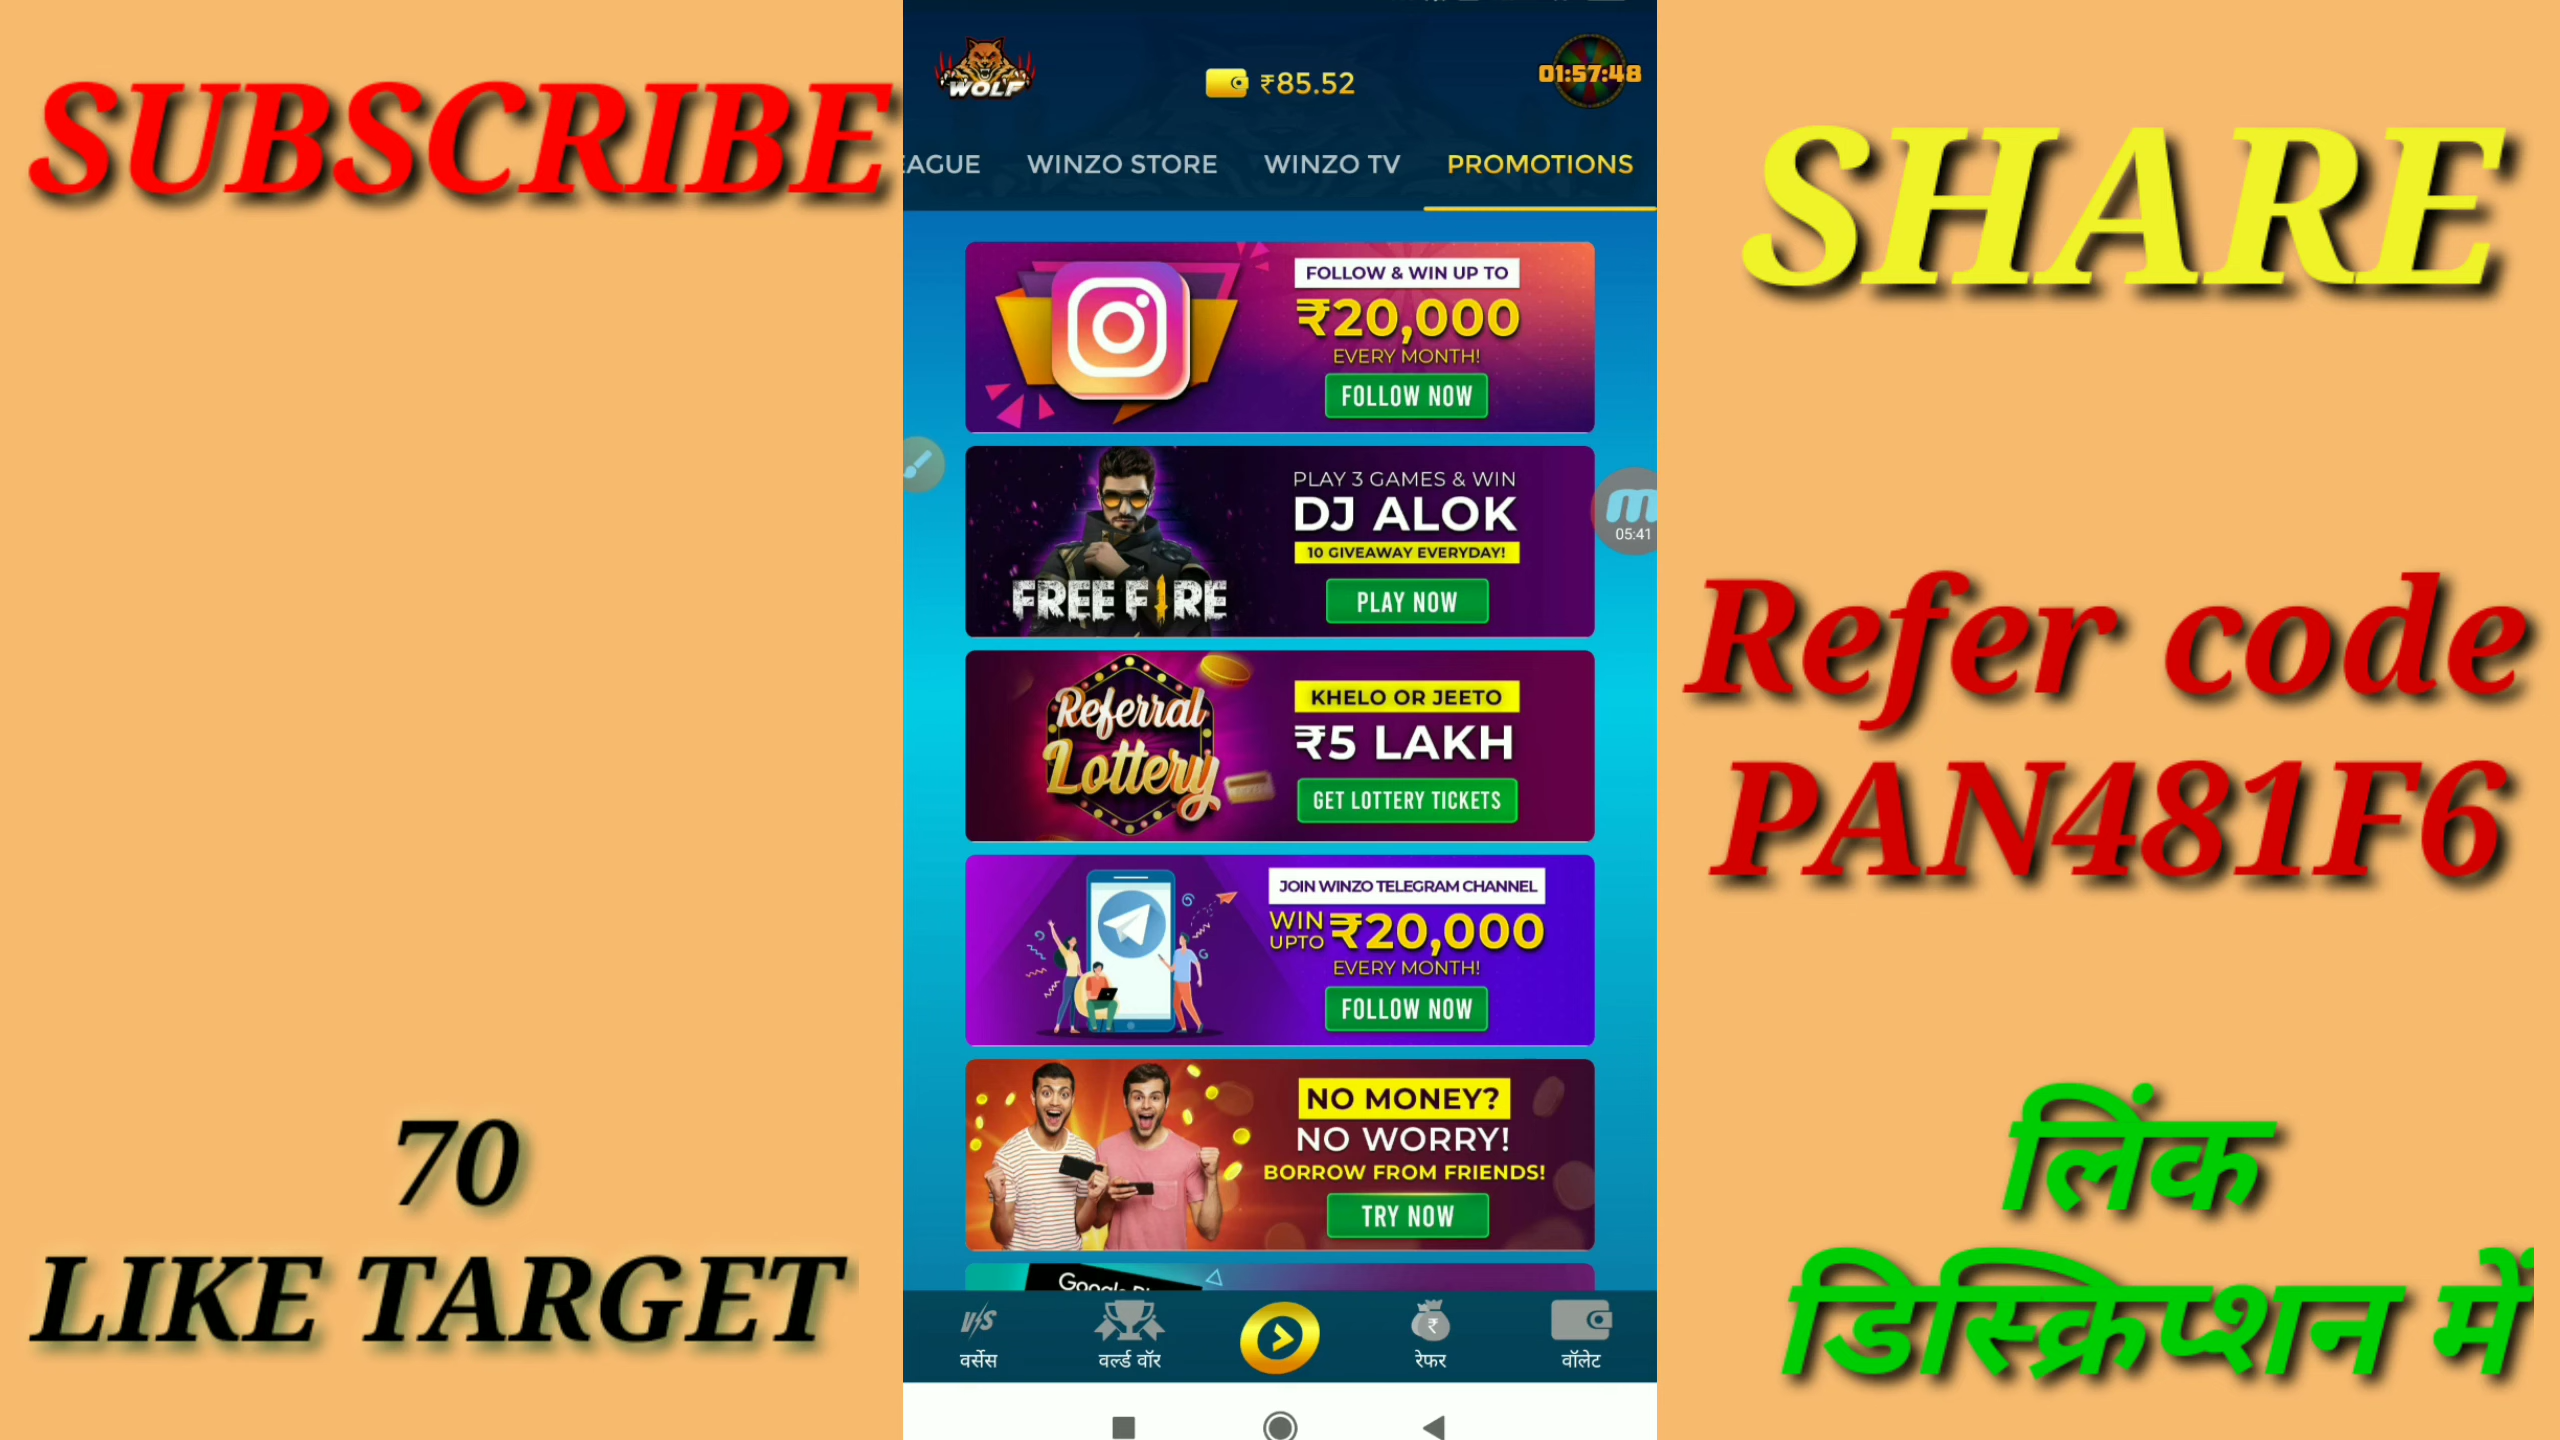 SUBSCRIBE
70
LIKE TARGET
WOLF
₹85.52
01:57:48
EAGUE WINZO STORE WINZO TV PROMOTIONS
FOLLOW & WIN UP TO
₹20,000
EVERY MONTH!
FOLLOW NOW
PLAY 3 GAMES & WIN
DJ ALOK
10 GIVEAWAY EVERYDAY!
FREE FIRE
PLAY NOW
05:41
Referral
Lottery
KHELO OR JEETO
₹5 LAKH
GET LOTTERY TICKETS
JOIN WINZO TELEGRAM CHANNEL
WIN UPTO ₹20,000
EVERY MONTH!
FOLLOW NOW
NO MONEY?
NO WORRY!
BORROW FROM FRIENDS!
TRY NOW
V/S
वर्सेस
वर्ल्ड वॉर
रेफर
वॉलेट
SHARE
Refer code
PAN481F6
लिंक
डिस्क्रिप्शन में